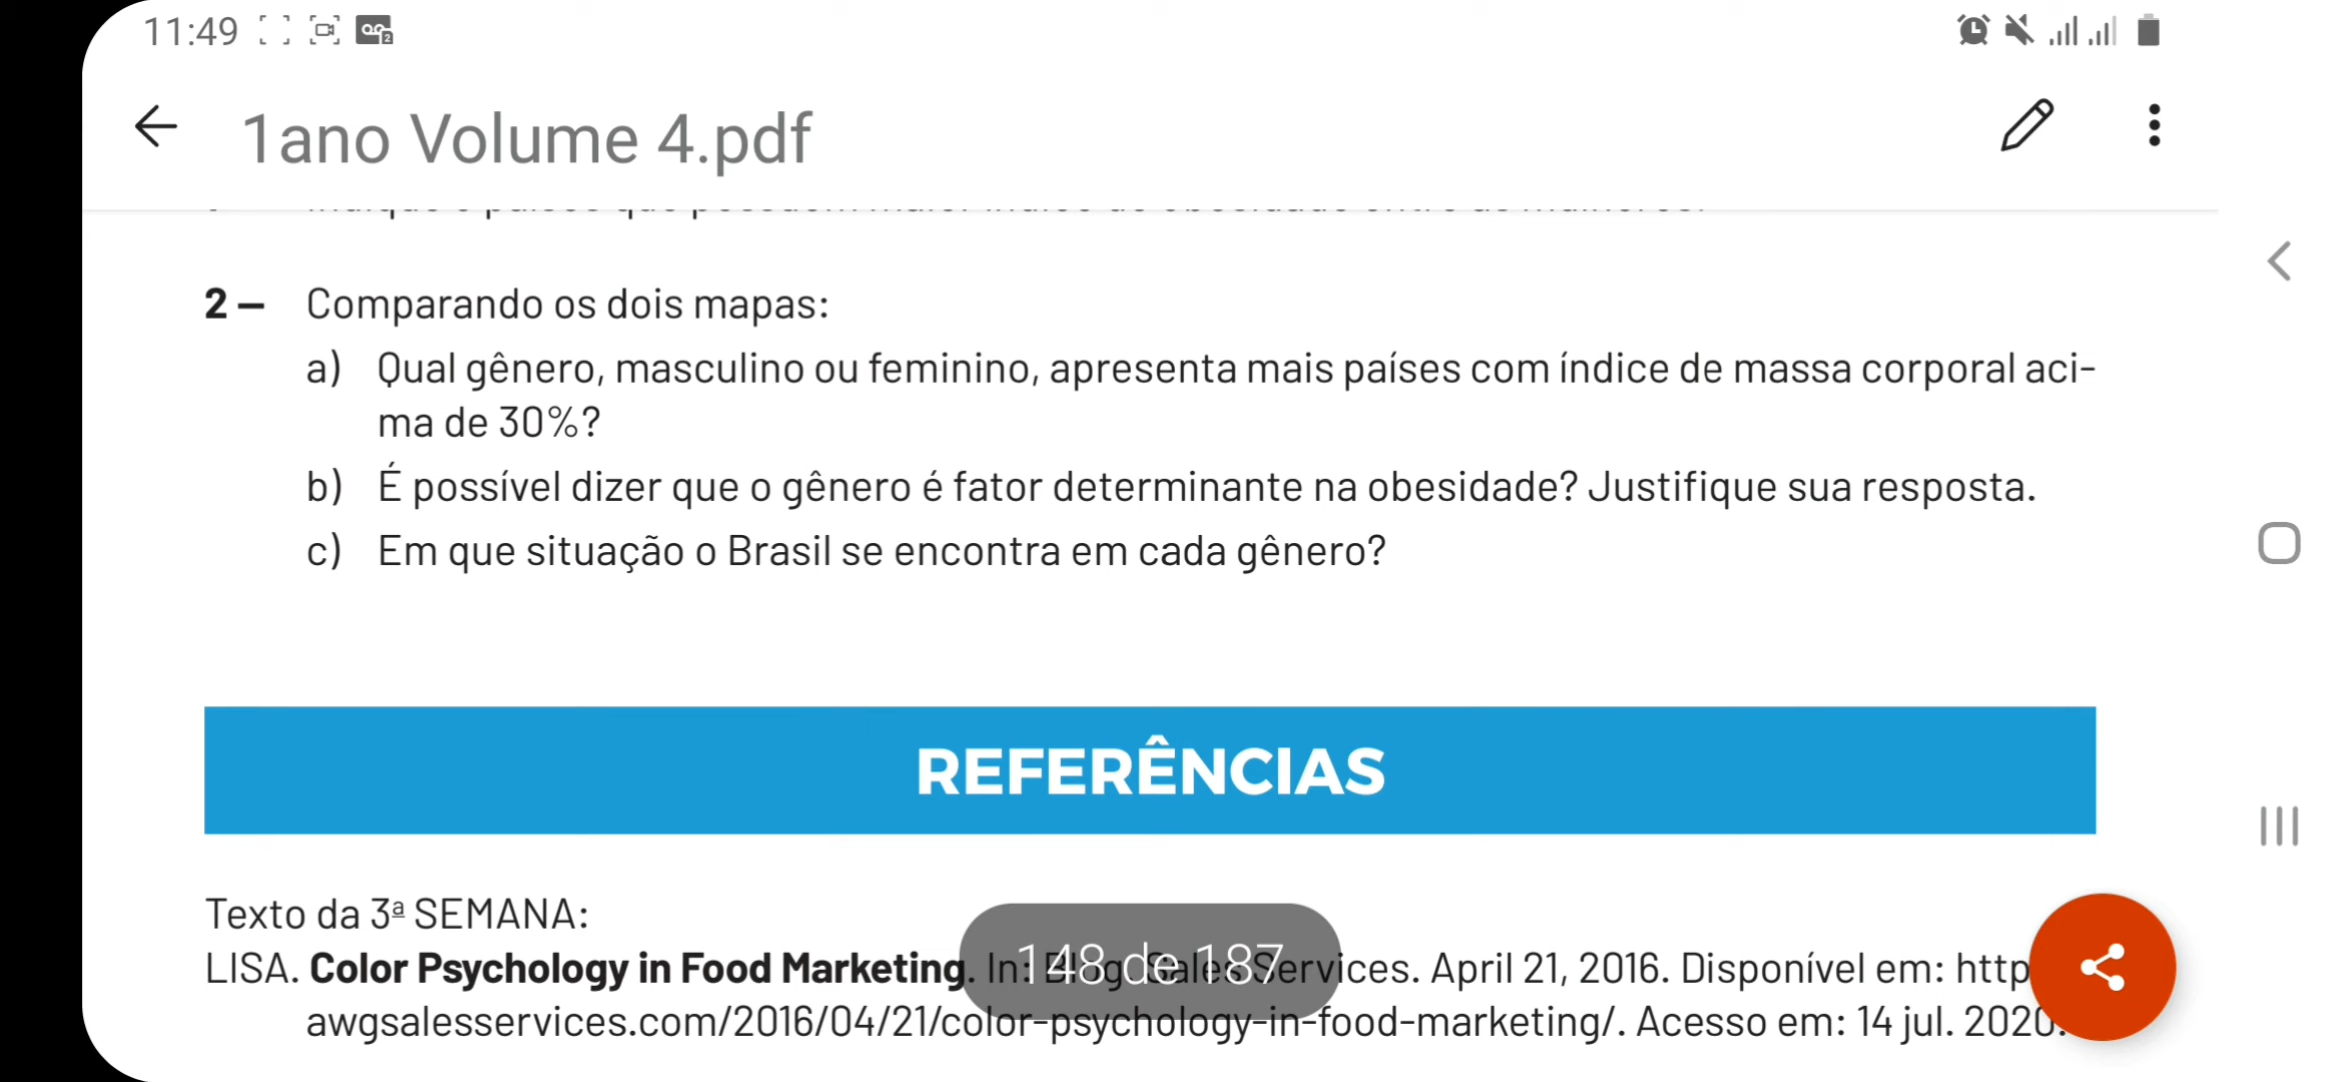 11:49
1ano Volume 4.pdf
2 — Comparando os dois mapas:
a) Qual gênero, masculino ou feminino, apresenta mais países com índice de massa corporal aci-
ma de 30%?
b) É possível dizer que o gênero é fator determinante na obesidade? Justifique sua resposta.
c) Em que situação o Brasil se encontra em cada gênero?
REFERÊNCIAS
Texto da 3ª SEMANA:
LISA. Color Psychology in Food Marketing. In: Blog Sales Services. April 21, 2016. Disponível em: http
148 de 187
awgsalesservices.com/2016/04/21/color-psychology-in-food-marketing/. Acesso em: 14 jul. 2020.